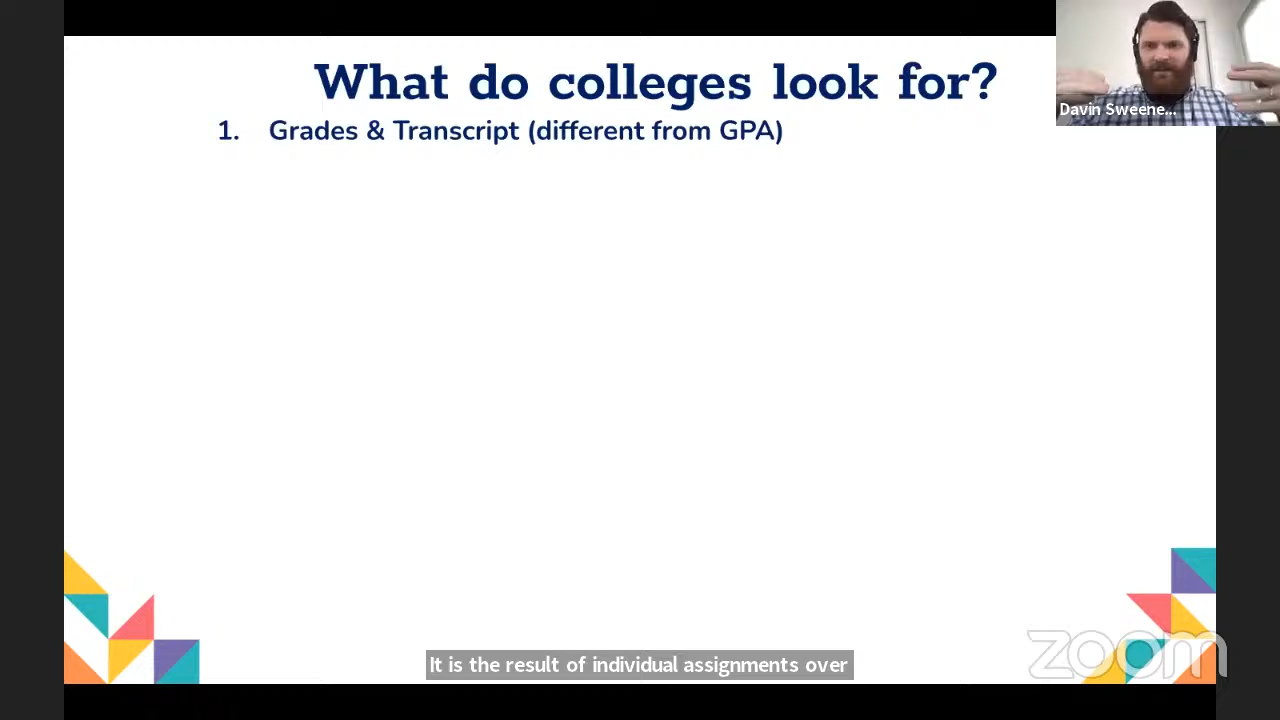 What do colleges look for?
1. Grades & Transcript (different from GPA)
Davin Sweene...
It is the result of individual assignments over
zoom